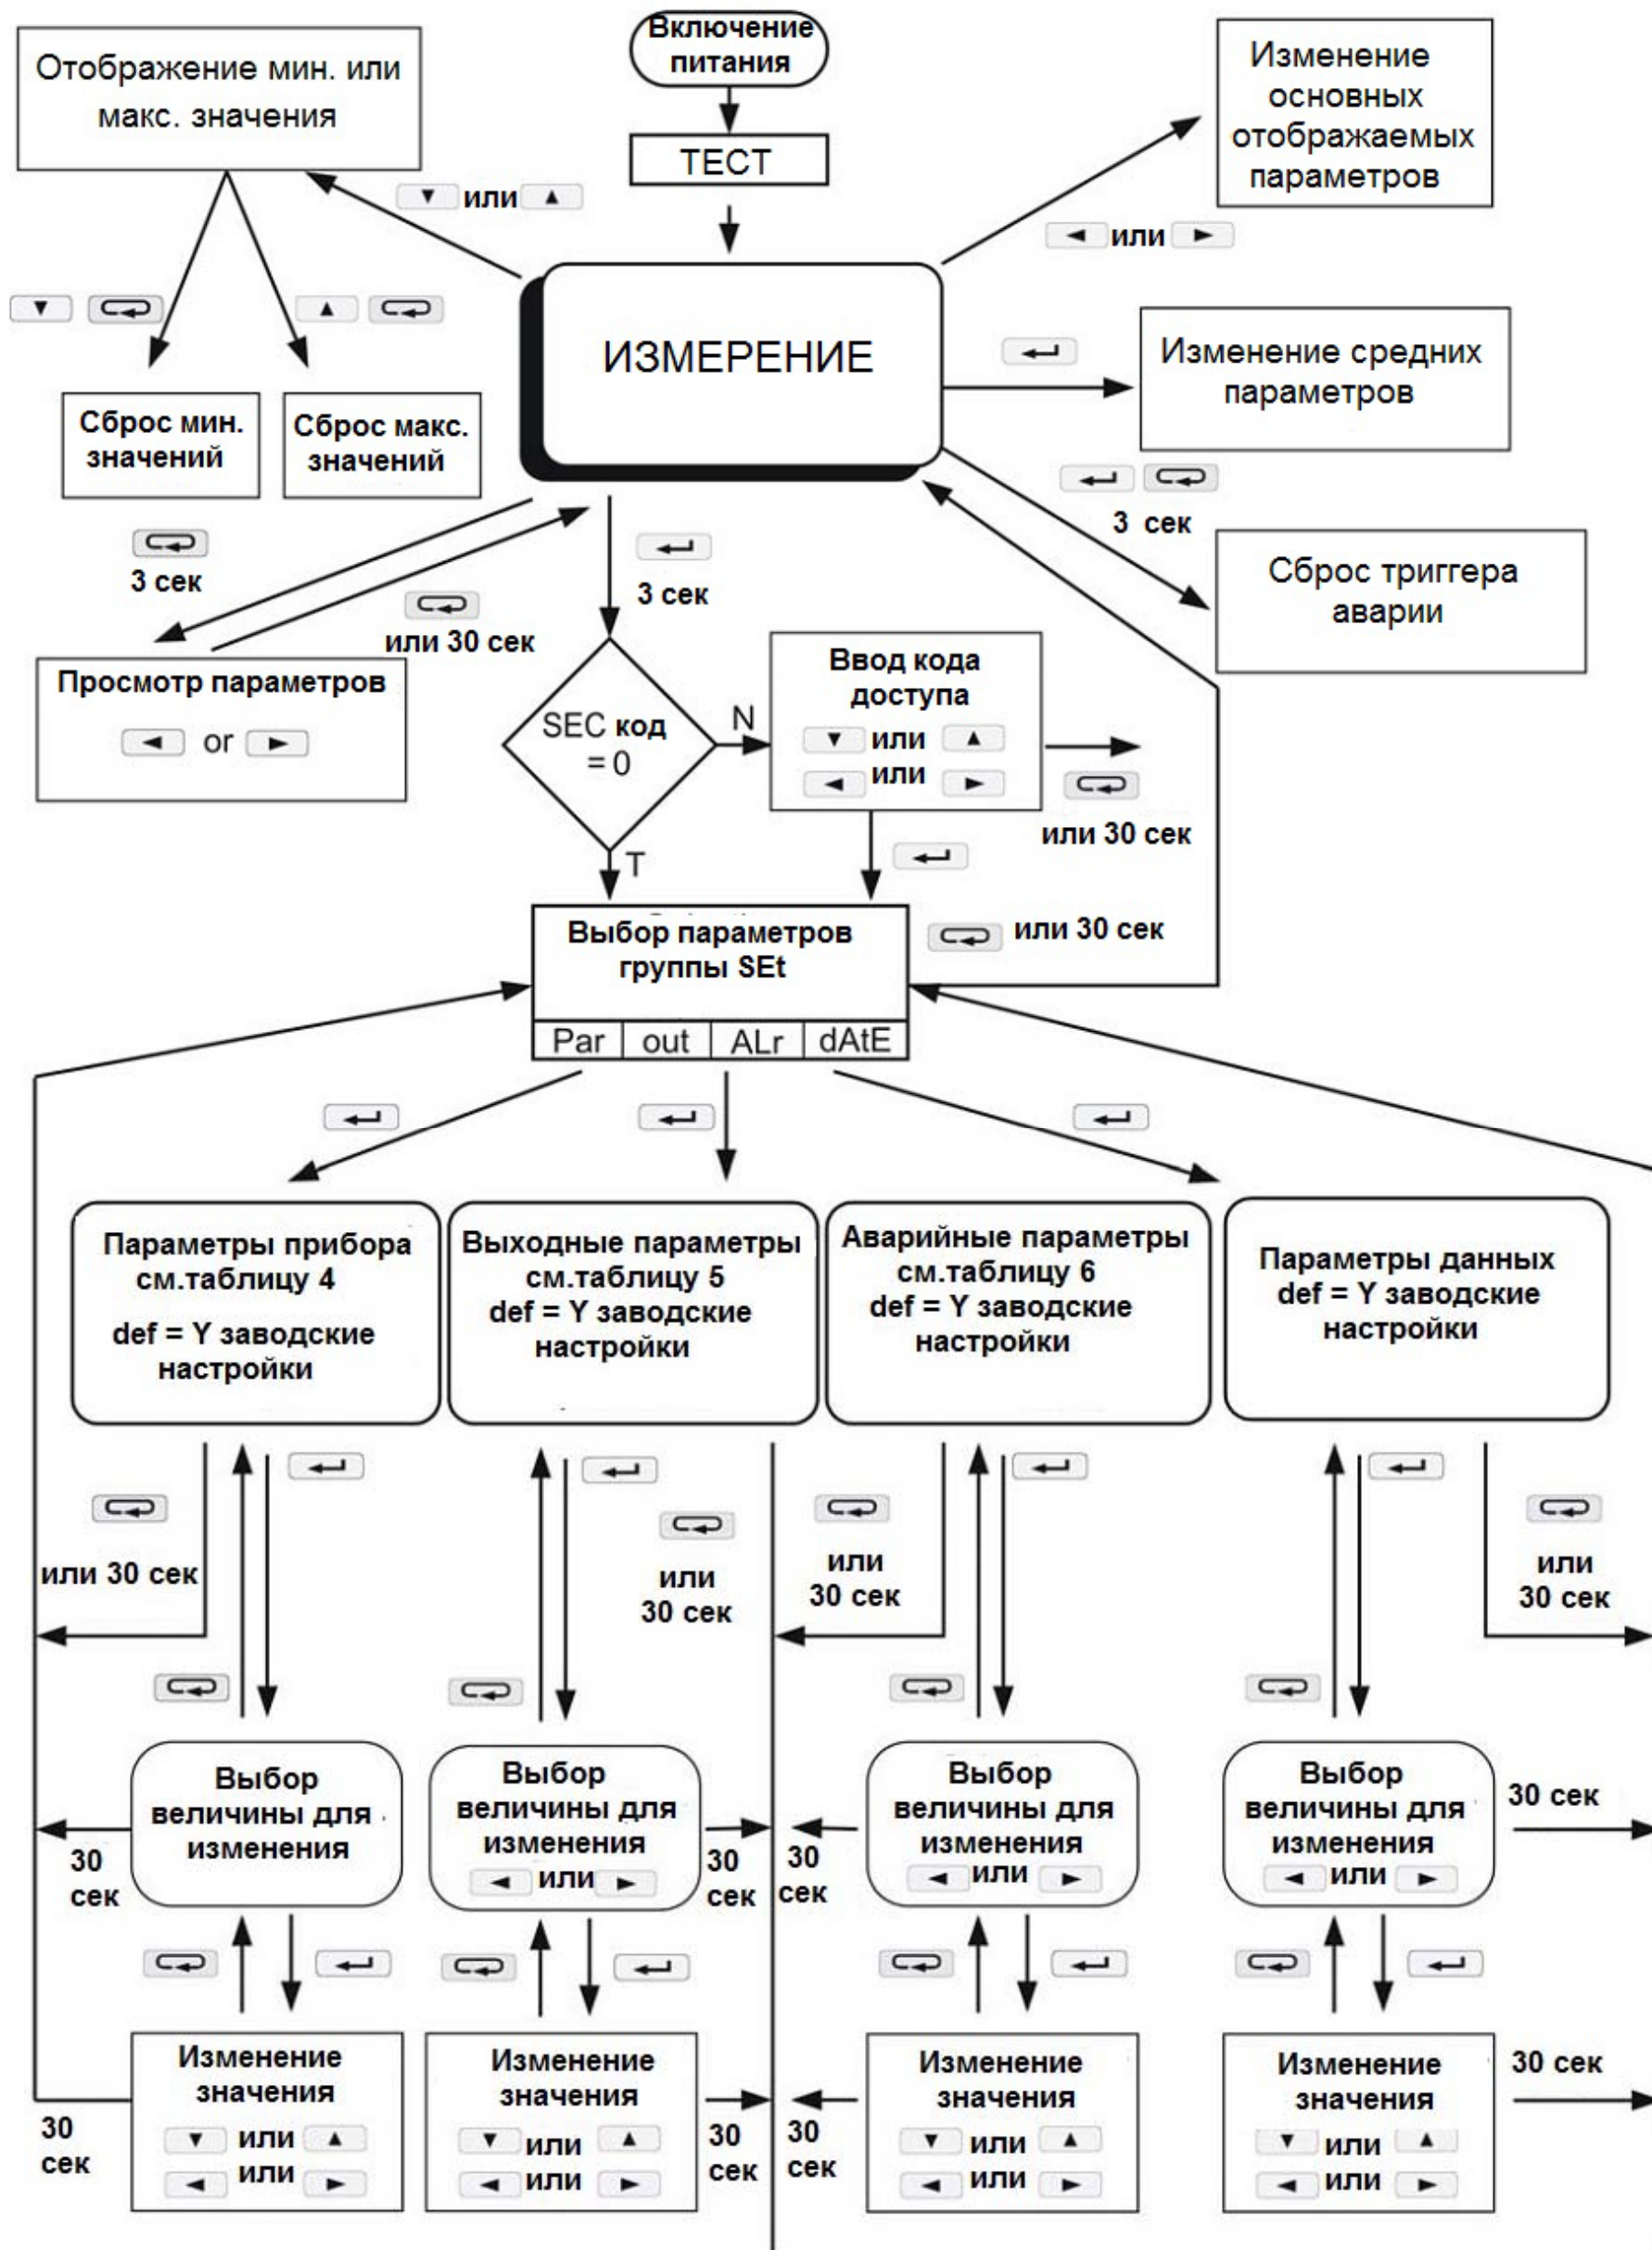 Включение
питания
Отображение мин. или
макс. значения
Изменение
основных
отображаемых
параметров
ТЕСТ
или
или
ИЗМЕРЕНИЕ
Изменение средних
параметров
Сброс мин.
значений
Сброс макс.
значений
3 сек
3 сек
или 30 сек
3 сек
Сброс триггера
аварии
Просмотр параметров
or
SEC код
= 0
N
T
Ввод кода
доступа
или
или
или 30 сек
Выбор параметров
группы SEt
или 30 сек
Par out ALr dAtE
Параметры прибора
см.таблицу 4
def = Y заводские
настройки
Выходные параметры
см.таблицу 5
def = Y заводские
настройки
Аварийные параметры
см.таблицу 6
def = Y заводские
настройки
Параметры данных
def = Y заводские
настройки
или 30 сек
или
30 сек
или
30 сек
или
30 сек
Выбор
величины для
изменения
30
сек
Выбор
величины для
изменения
или
30
сек
30
сек
Выбор
величины для
изменения
или
Выбор
величины для
изменения
или
30 сек
Изменение
значения
или
или
30
сек
Изменение
значения
или
или
30
сек
30
сек
Изменение
значения
или
или
Изменение
значения
или
или
30 сек